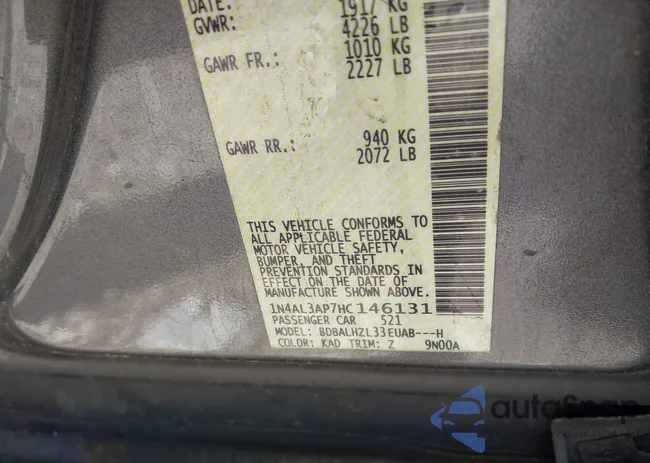 DATE: 1917 KG
GVWR: 4226 LB
GAWR FR.: 1010 KG
2227 LB
GAWR RR.: 940 KG
2072 LB
THIS VEHICLE CONFORMS TO
ALL APPLICABLE FEDERAL
MOTOR VEHICLE SAFETY,
BUMPER, AND THEFT
PREVENTION STANDARDS IN
EFFECT ON THE DATE OF
MANUFACTURE SHOWN ABOVE.
1N4AL3AP7HC146131
PASSENGER CAR 521
MODEL: BDBALHZL33EUAB---H
COLOR: KAD TRIM: Z 9N00A
autoSnap